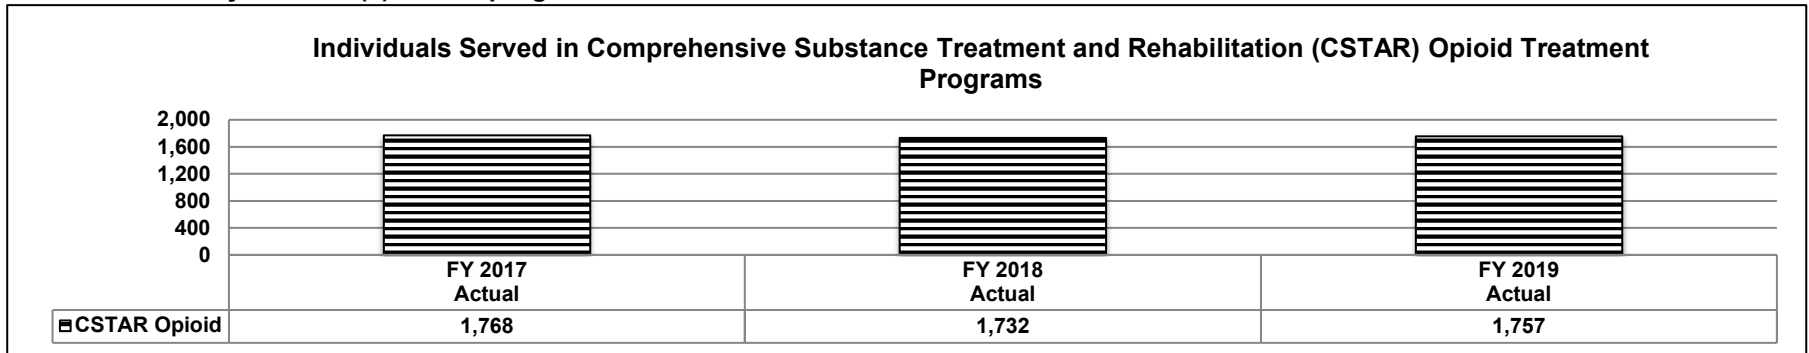 Individuals Served in Comprehensive Substance Treatment and Rehabilitation (CSTAR) Opioid Treatment
Programs
2,000
1,600
1,200
800
400
0
FY 2017
Actual
FY 2018
Actual
FY 2019
Actual
CSTAR Opioid 1,768 1,732 1,757